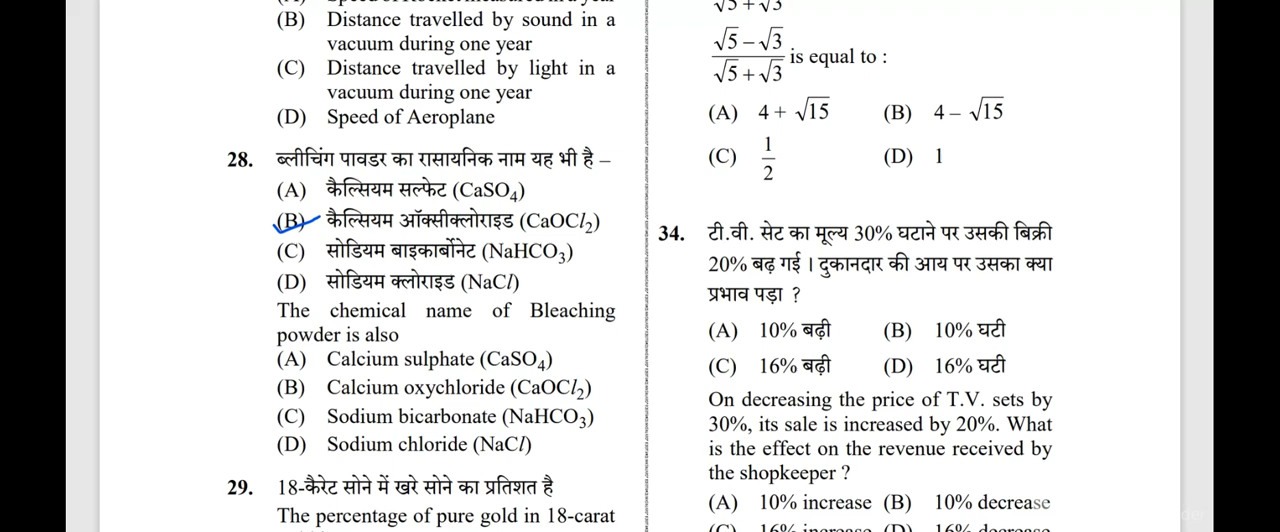 (B) Distance travelled by sound in a
vacuum during one year
(C) Distance travelled by light in a
vacuum during one year
(D) Speed of Aeroplane
28. ब्लीचिंग पावडर का रासायनिक नाम यह भी है –
(A) कैल्सियम सल्फेट (CaSO₄)
(B) कैल्सियम ऑक्सीक्लोराइड (CaOCl₂)
(C) सोडियम बाइकार्बोनेट (NaHCO₃)
(D) सोडियम क्लोराइड (NaCl)
The chemical name of Bleaching
powder is also
(A) Calcium sulphate (CaSO₄)
(B) Calcium oxychloride (CaOCl₂)
(C) Sodium bicarbonate (NaHCO₃)
(D) Sodium chloride (NaCl)
29. 18-कैरेट सोने में खरे सोने का प्रतिशत है
The percentage of pure gold in 18-carat
√5 + √3
(√5 – √3)/(√5 + √3) is equal to :
(A) 4 + √15 (B) 4 – √15
(C) 1/2 (D) 1
34. टी.वी. सेट का मूल्य 30% घटाने पर उसकी बिक्री
20% बढ़ गई । दुकानदार की आय पर उसका क्या
प्रभाव पड़ा ?
(A) 10% बढ़ी (B) 10% घटी
(C) 16% बढ़ी (D) 16% घटी
On decreasing the price of T.V. sets by
30%, its sale is increased by 20%. What
is the effect on the revenue received by
the shopkeeper ?
(A) 10% increase (B) 10% decrease
(C) 16% increase (D) 16% decrease